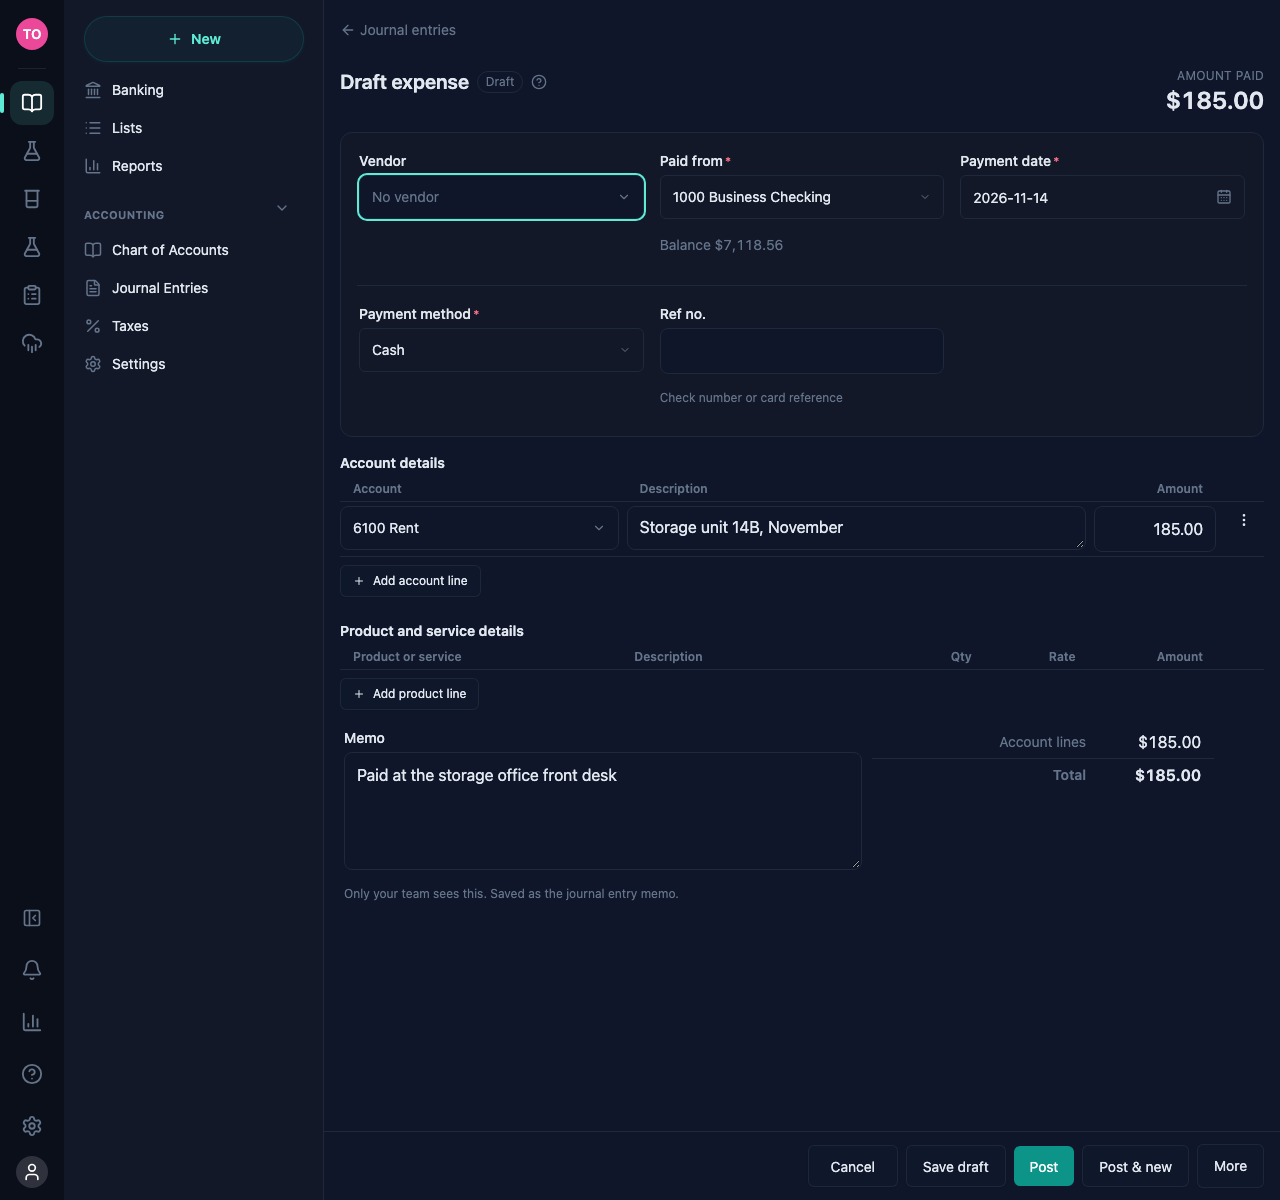 TO
New
Banking
Lists
Reports
ACCOUNTING
Chart of Accounts
Journal Entries
Taxes
Settings
Journal entries
Draft expense Draft
AMOUNT PAID
$185.00
Vendor Paid from* Payment date*
No vendor 1000 Business Checking 2026-11-14
Balance $7,118.56
Payment method* Ref no.
Cash
Check number or card reference
Account details
Account Description Amount
6100 Rent Storage unit 14B, November 185.00
Add account line
Product and service details
Product or service Description Qty Rate Amount
Add product line
Memo
Paid at the storage office front desk
Only your team sees this. Saved as the journal entry memo.
Account lines $185.00
Total $185.00
Cancel Save draft Post Post & new More